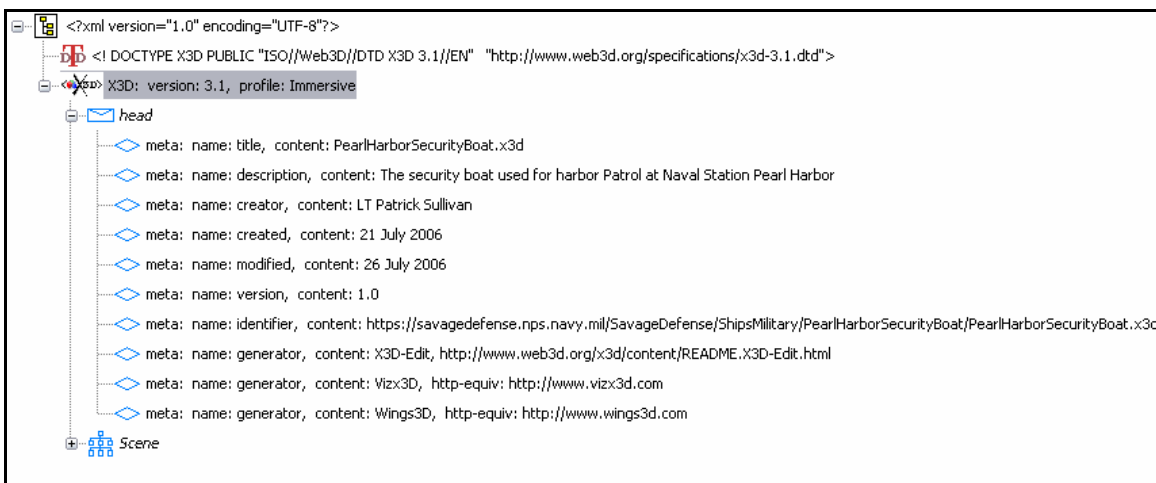 <?xml version="1.0" encoding="UTF-8"?>
DTD <! DOCTYPE X3D PUBLIC "ISO//Web3D//DTD X3D 3.1//EN" "http://www.web3d.org/specifications/x3d-3.1.dtd">
X3D: version: 3.1, profile: Immersive
head
meta: name: title, content: PearlHarborSecurityBoat.x3d
meta: name: description, content: The security boat used for harbor Patrol at Naval Station Pearl Harbor
meta: name: creator, content: LT Patrick Sullivan
meta: name: created, content: 21 July 2006
meta: name: modified, content: 26 July 2006
meta: name: version, content: 1.0
meta: name: identifier, content: https://savagedefense.nps.navy.mil/SavageDefense/ShipsMilitary/PearlHarborSecurityBoat/PearlHarborSecurityBoat.x3d
meta: name: generator, content: X3D-Edit, http://www.web3d.org/x3d/content/README.X3D-Edit.html
meta: name: generator, content: Vizx3D, http-equiv: http://www.vizx3d.com
meta: name: generator, content: Wings3D, http-equiv: http://www.wings3d.com
Scene